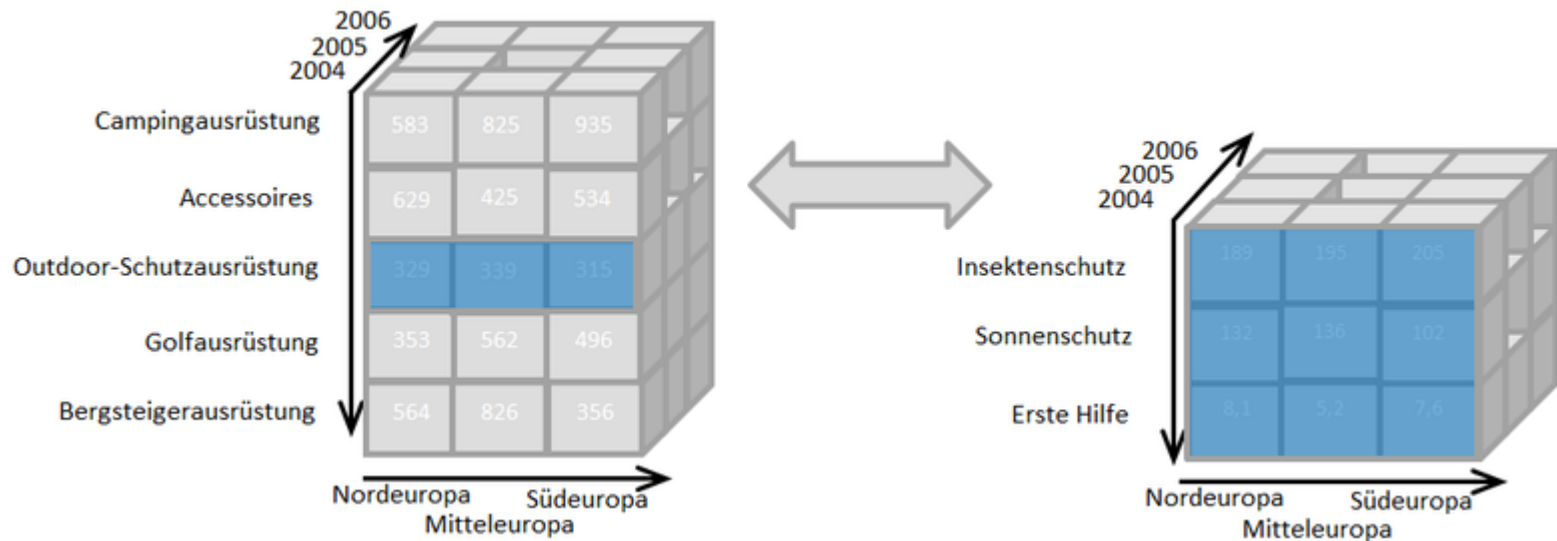 2006
2005
2004
Campingausrüstung
583 825 935
Accessoires
629 425 534
Outdoor-Schutzausrüstung
329 339 315
Golfausrüstung
353 562 496
Bergsteigerausrüstung
564 826 356
Nordeuropa
Südeuropa
Mitteleuropa
2006
2005
2004
Insektenschutz
189 195 205
Sonnenschutz
132 136 102
Erste Hilfe
8,1 5,2 7,6
Nordeuropa
Südeuropa
Mitteleuropa